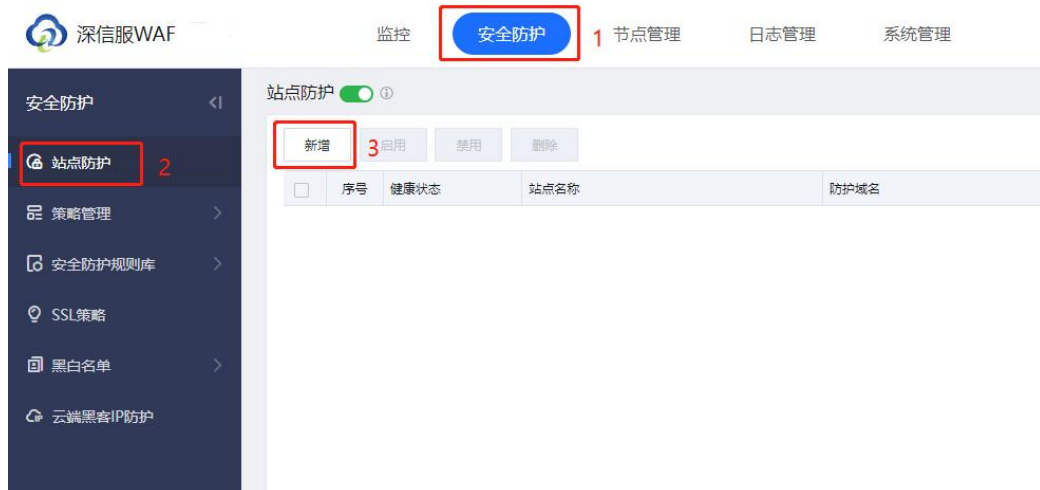 深信服WAF 监控 安全防护 1 节点管理 日志管理 系统管理
安全防护
站点防护
新增 3 启用 禁用 删除
站点防护 2
序号 健康状态 站点名称 防护域名
策略管理
安全防护规则库
SSL策略
黑白名单
云端黑客IP防护